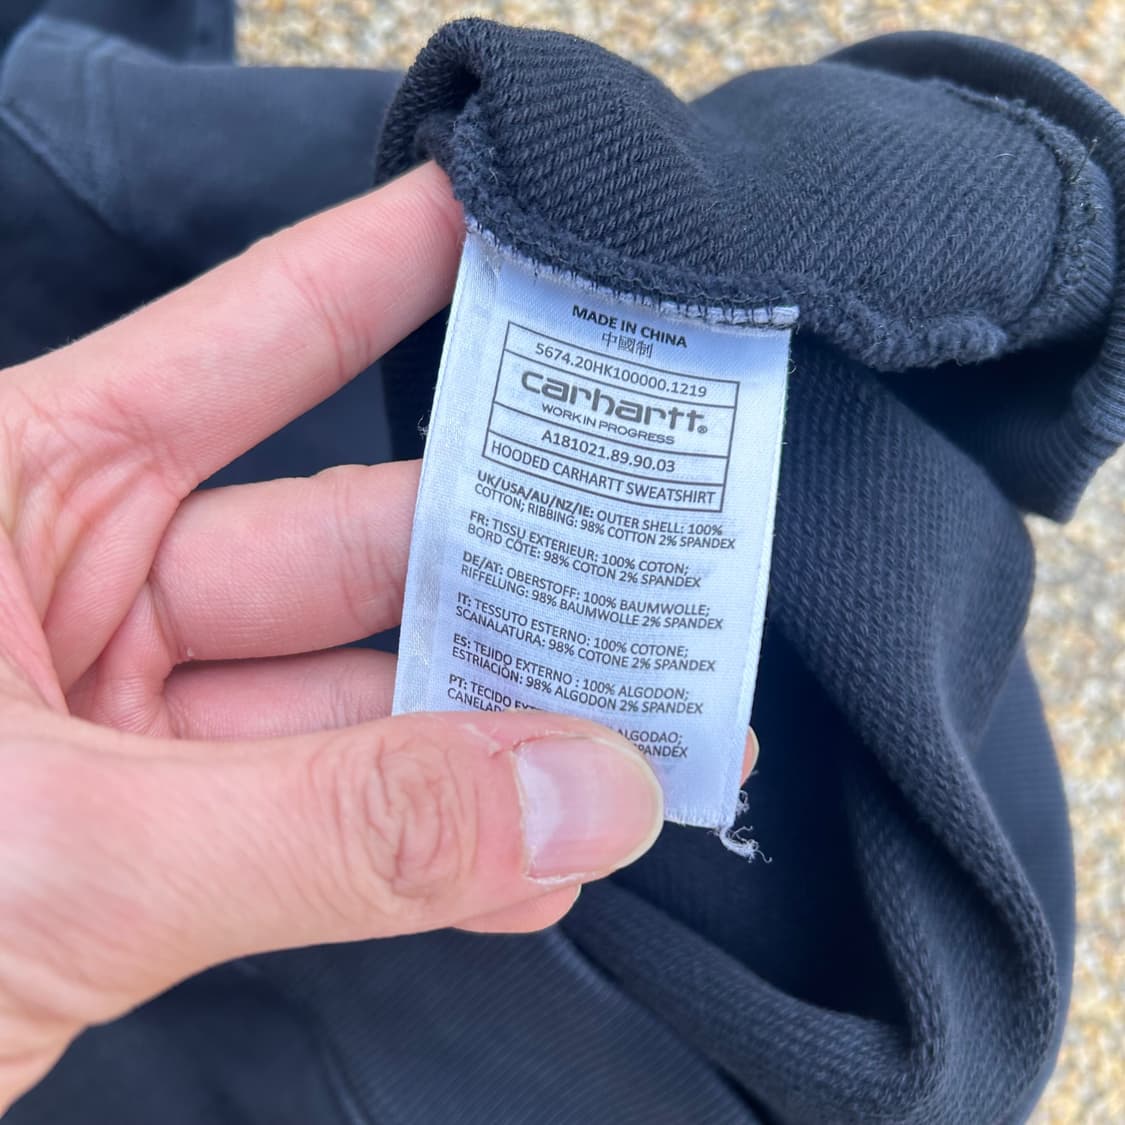 MADE IN CHINA
中國制
5674.20HK100000.1219
carhartt®
WORK IN PROGRESS
A181021.89.90.03
HOODED CARHARTT SWEATSHIRT
UK/USA/AU/NZ/IE: OUTER SHELL: 100%
COTTON; RIBBING: 98% COTTON 2% SPANDEX
FR: TISSU EXTERIEUR: 100% COTON;
BORD CÔTE: 98% COTON 2% SPANDEX
DE/AT: OBERSTOFF: 100% BAUMWOLLE;
RIFFELUNG: 98% BAUMWOLLE 2% SPANDEX
IT: TESSUTO ESTERNO: 100% COTONE;
SCANALATURA: 98% COTONE 2% SPANDEX
ES: TEJIDO EXTERNO : 100% ALGODON;
ESTRIACIÓN: 98% ALGODON 2% SPANDEX
PT: TECIDO ALGODAO;